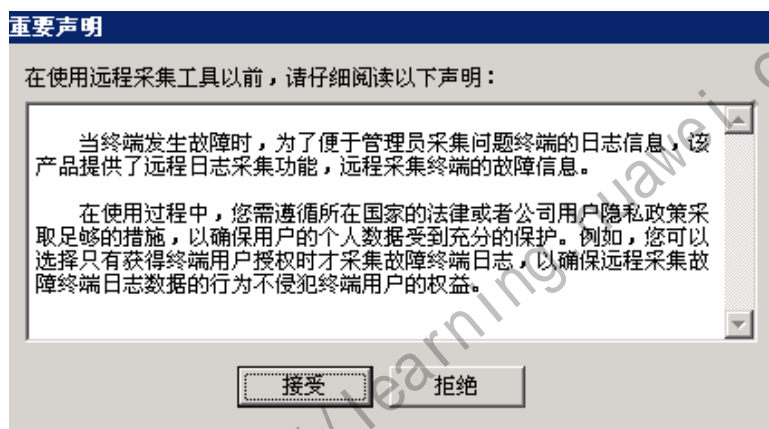 重要声明
在使用远程采集工具以前，请仔细阅读以下声明：
当终端发生故障时，为了便于管理员采集问题终端的日志信息，该
产品提供了远程日志采集功能，远程采集终端的故障信息。
在使用过程中，您需遵循所在国家的法律或者公司用户隐私政策采
取足够的措施，以确保用户的个人数据受到充分的保护。例如，您可以
选择只有获得终端用户授权时才采集故障终端日志，以确保远程采集故
障终端日志数据的行为不侵犯终端用户的权益。
接受
拒绝
/learning.huawei.c